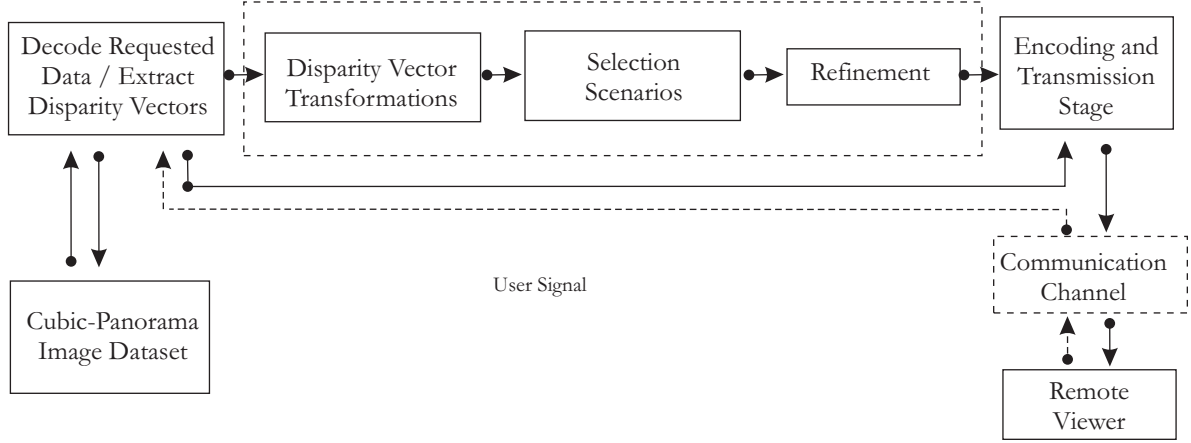 Decode Requested
Data / Extract
Disparity Vectors
Disparity Vector
Transformations
Selection
Scenarios
Refinement
Encoding and
Transmission
Stage
User Signal
Communication
Channel
Cubic-Panorama
Image Dataset
Remote
Viewer